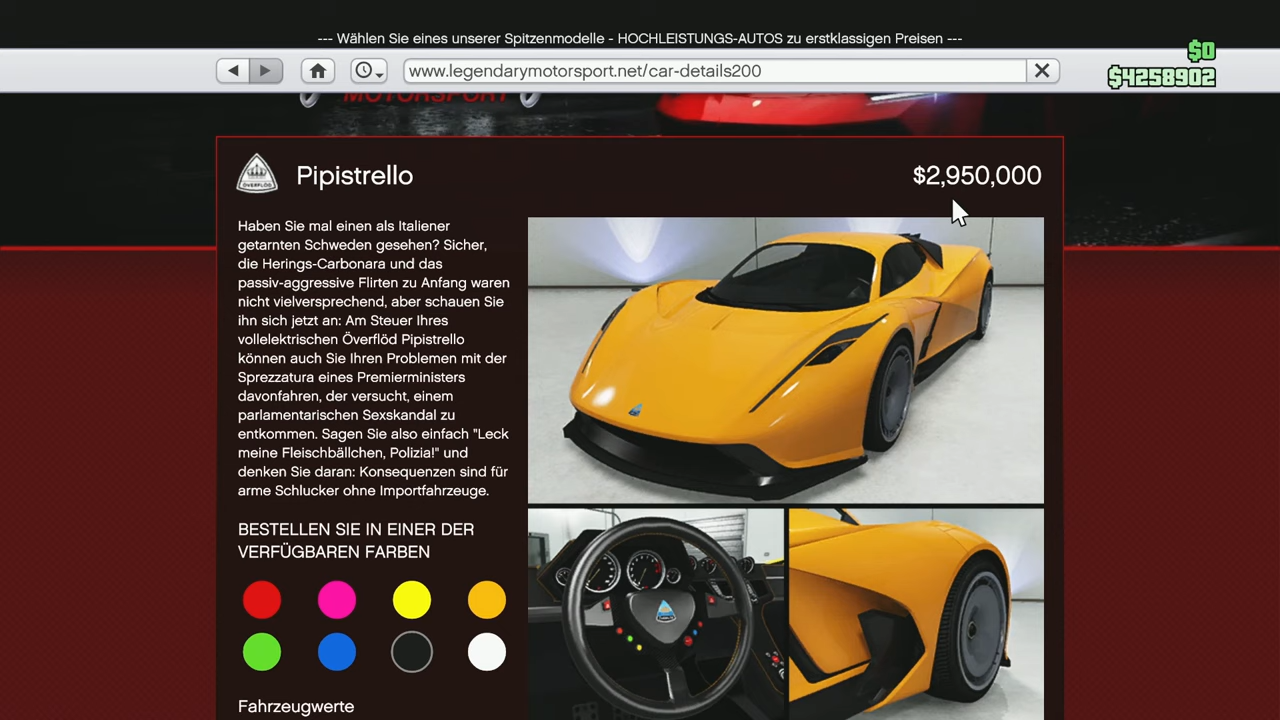 --- Wählen Sie eines unserer Spitzenmodelle - HOCHLEISTUNGS-AUTOS zu erstklassigen Preisen ---
$0
www.legendarymotorsport.net/car-details200
$4258902
MOTORSPORT
ÖVERFLÖD
Pipistrello
$2,950,000
Haben Sie mal einen als Italiener
getarnten Schweden gesehen? Sicher,
die Herings-Carbonara und das
passiv-aggressive Flirten zu Anfang waren
nicht vielversprechend, aber schauen Sie
ihn sich jetzt an: Am Steuer Ihres
vollelektrischen Överflöd Pipistrello
können auch Sie Ihren Problemen mit der
Sprezzatura eines Premierministers
davonfahren, der versucht, einem
parlamentarischen Sexskandal zu
entkommen. Sagen Sie also einfach "Leck
meine Fleischbällchen, Polizia!" und
denken Sie daran: Konsequenzen sind für
arme Schlucker ohne Importfahrzeuge.
BESTELLEN SIE IN EINER DER
VERFÜGBAREN FARBEN
Fahrzeugwerte